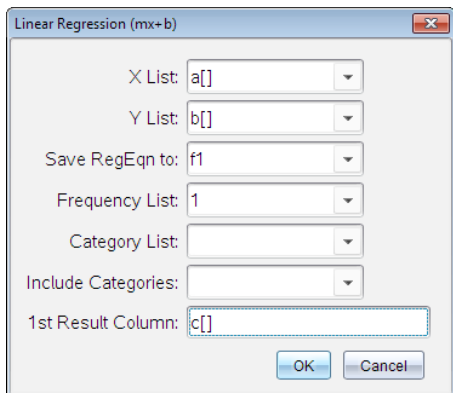 Linear Regression (mx+b)
X List: a[]
Y List: b[]
Save RegEqn to: f1
Frequency List: 1
Category List:
Include Categories:
1st Result Column: c[]
OK Cancel